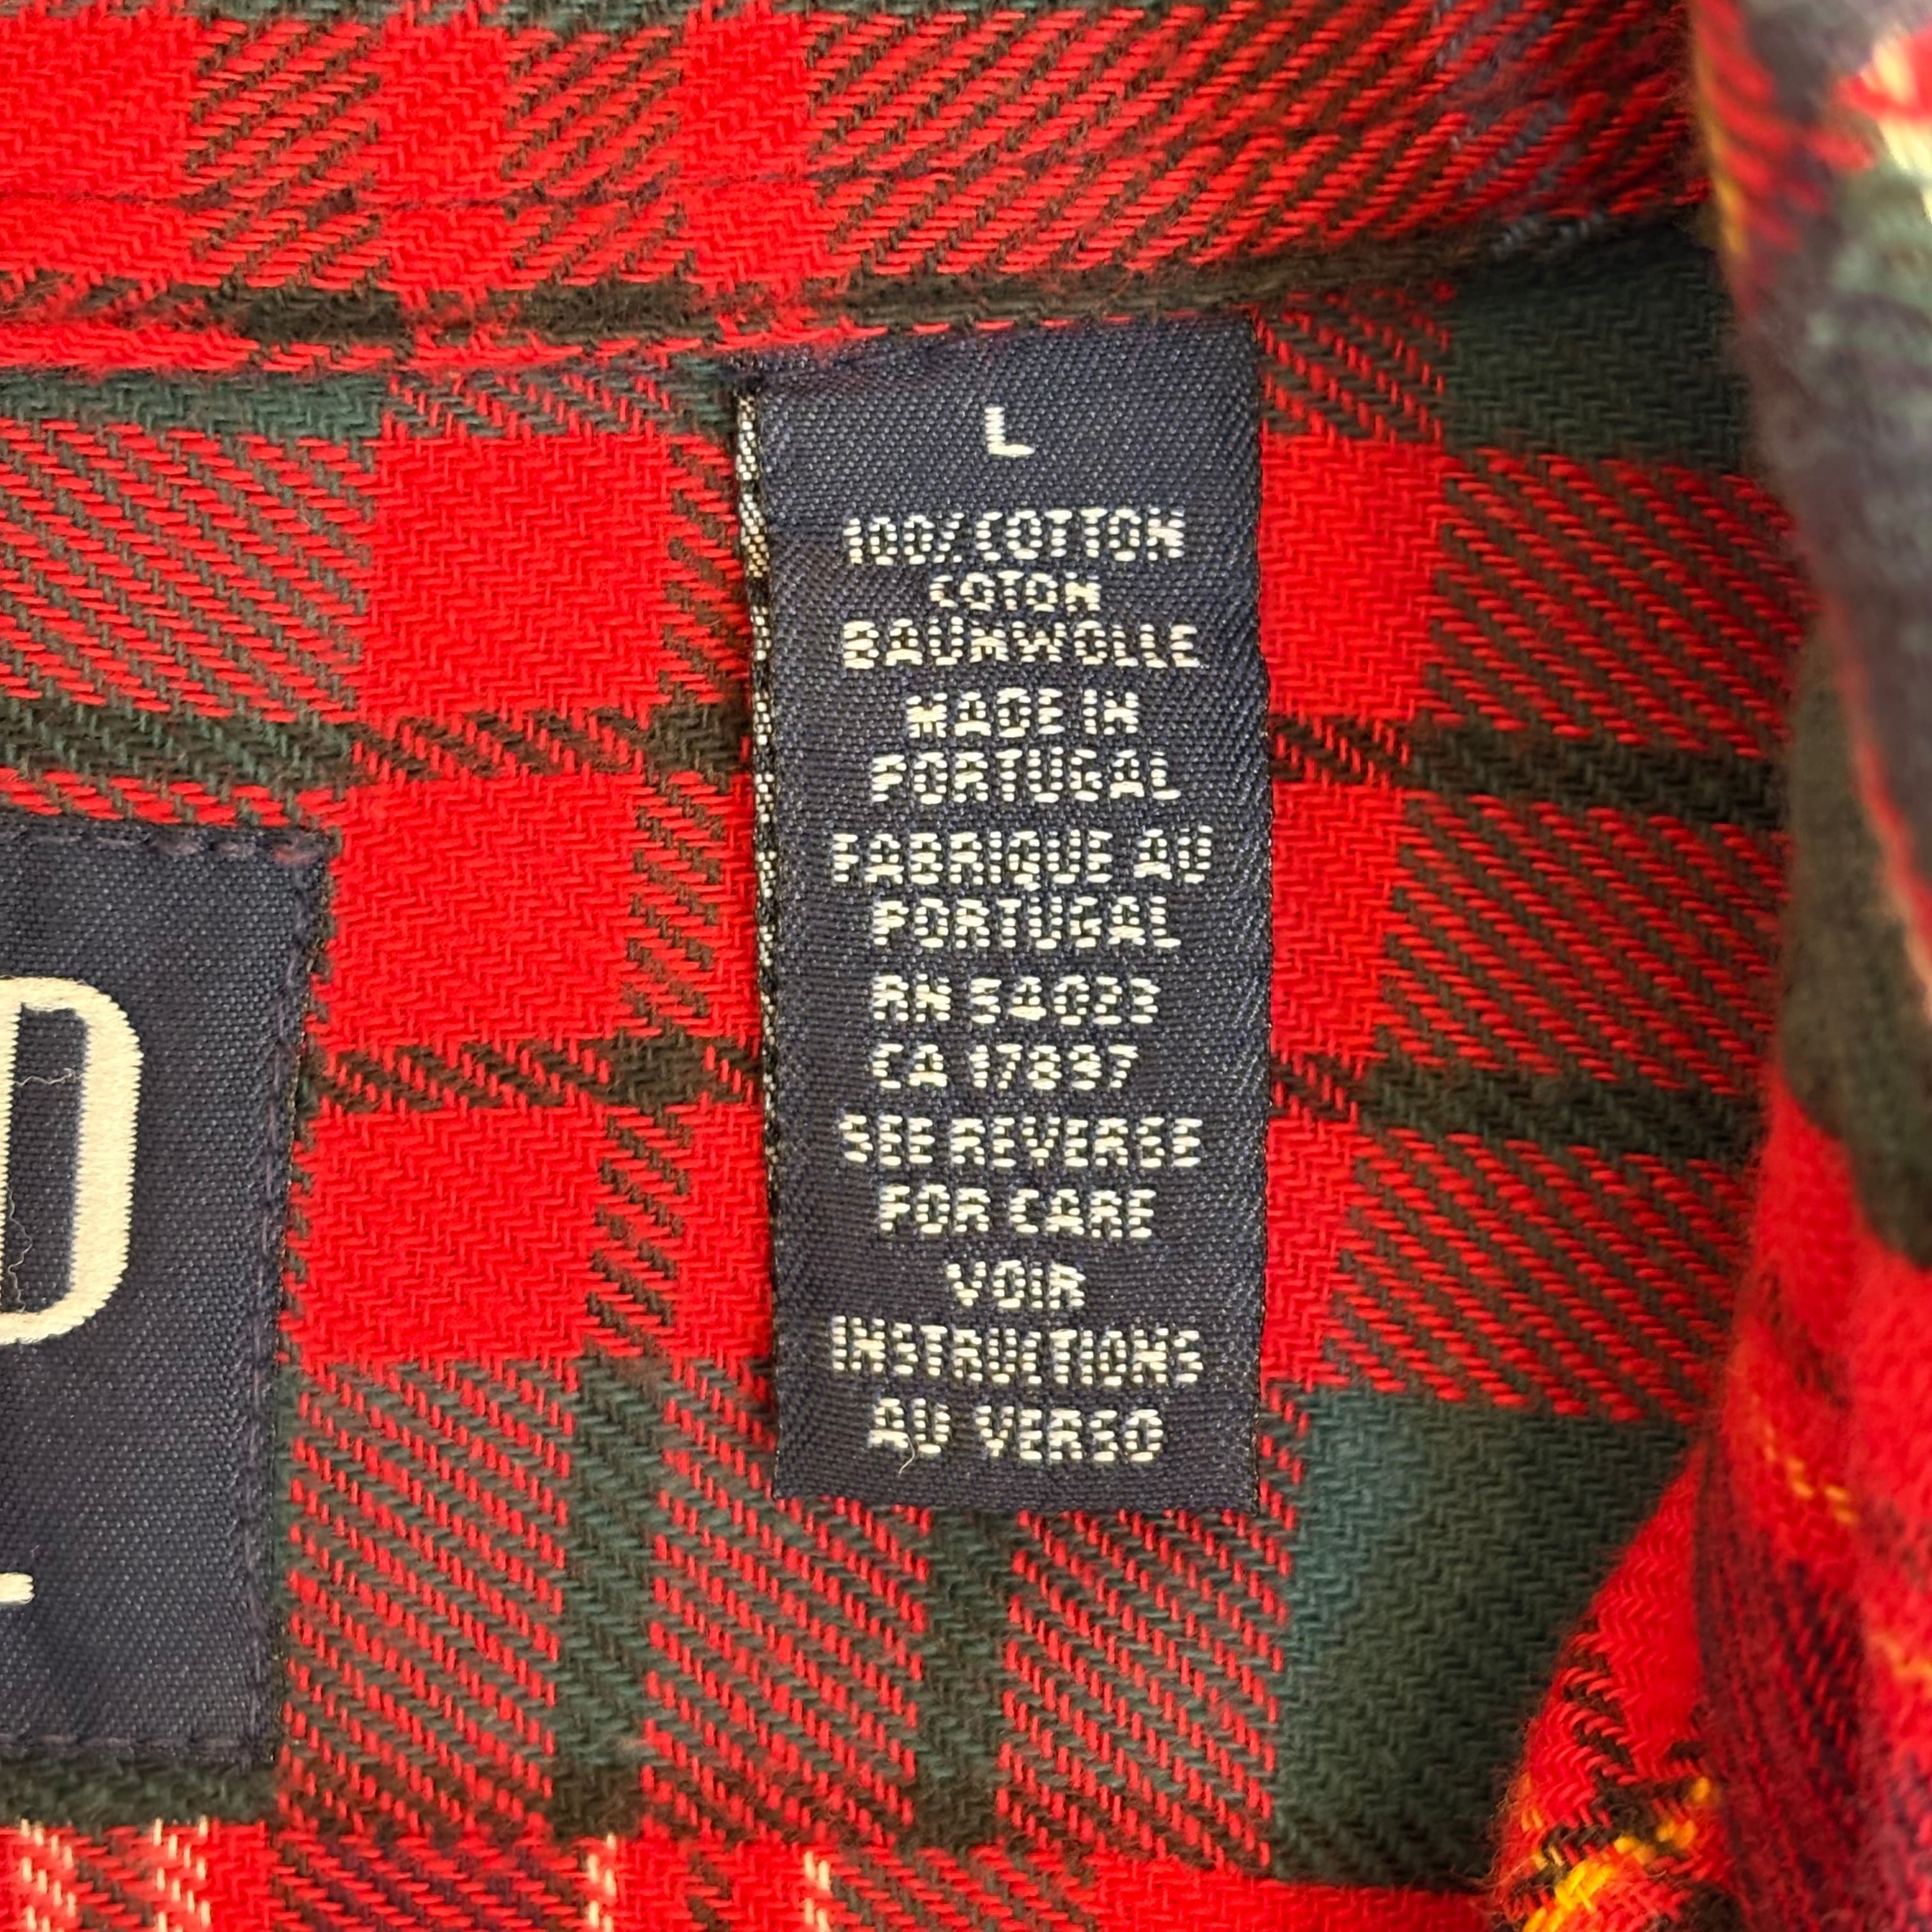 L
100% COTTON
COTON
BAUMWOLLE
MADE IN
PORTUGAL
FABRIQUE AU
PORTUGAL
RN 54023
CA 17897
SEE REVERSE
FOR CARE
VOIR
INSTRUCTIONS
AU VERSO
D